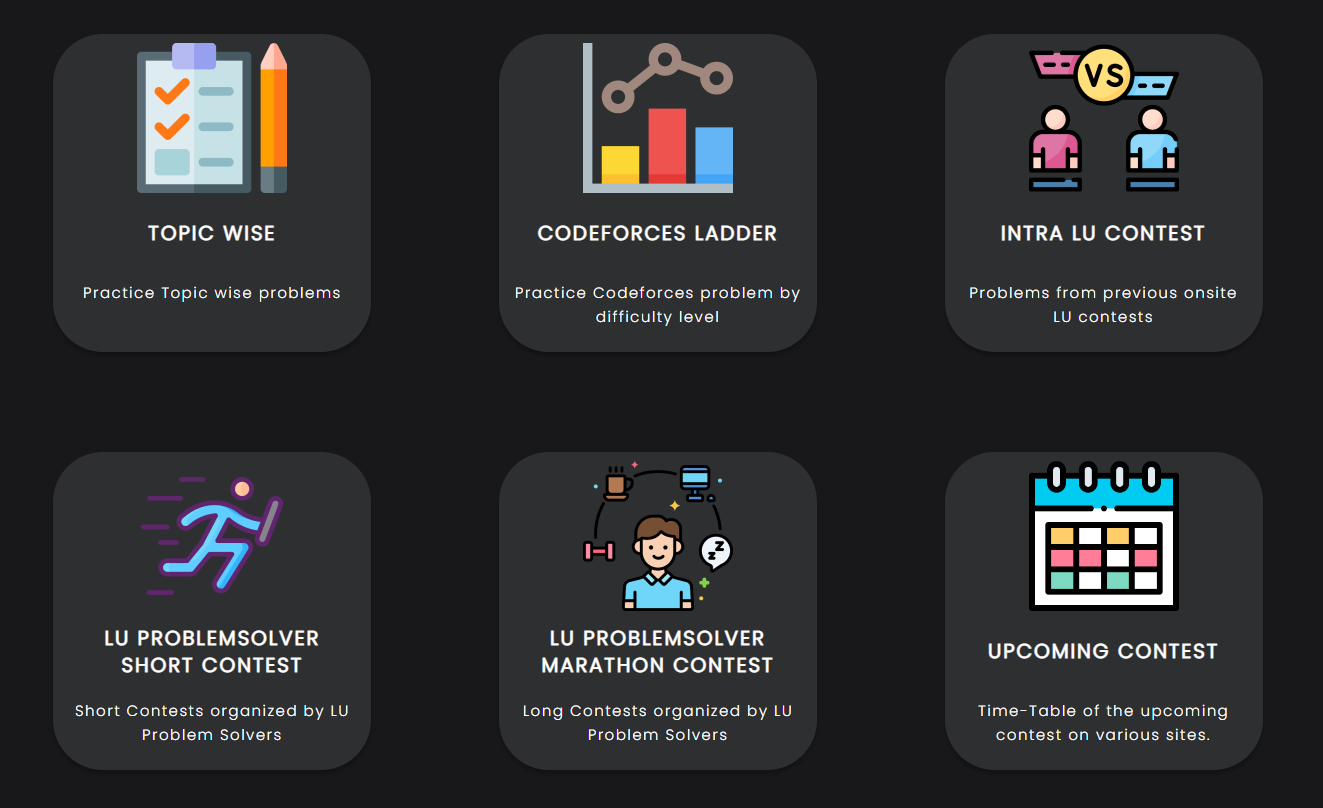 VS
TOPIC WISE
Practice Topic wise problems
CODEFORCES LADDER
Practice Codeforces problem by
difficulty level
INTRA LU CONTEST
Problems from previous onsite
LU contests
LU PROBLEMSOLVER
SHORT CONTEST
Short Contests organized by LU
Problem Solvers
z
z
LU PROBLEMSOLVER
MARATHON CONTEST
Long Contests organized by LU
Problem Solvers
UPCOMING CONTEST
Time-Table of the upcoming
contest on various sites.